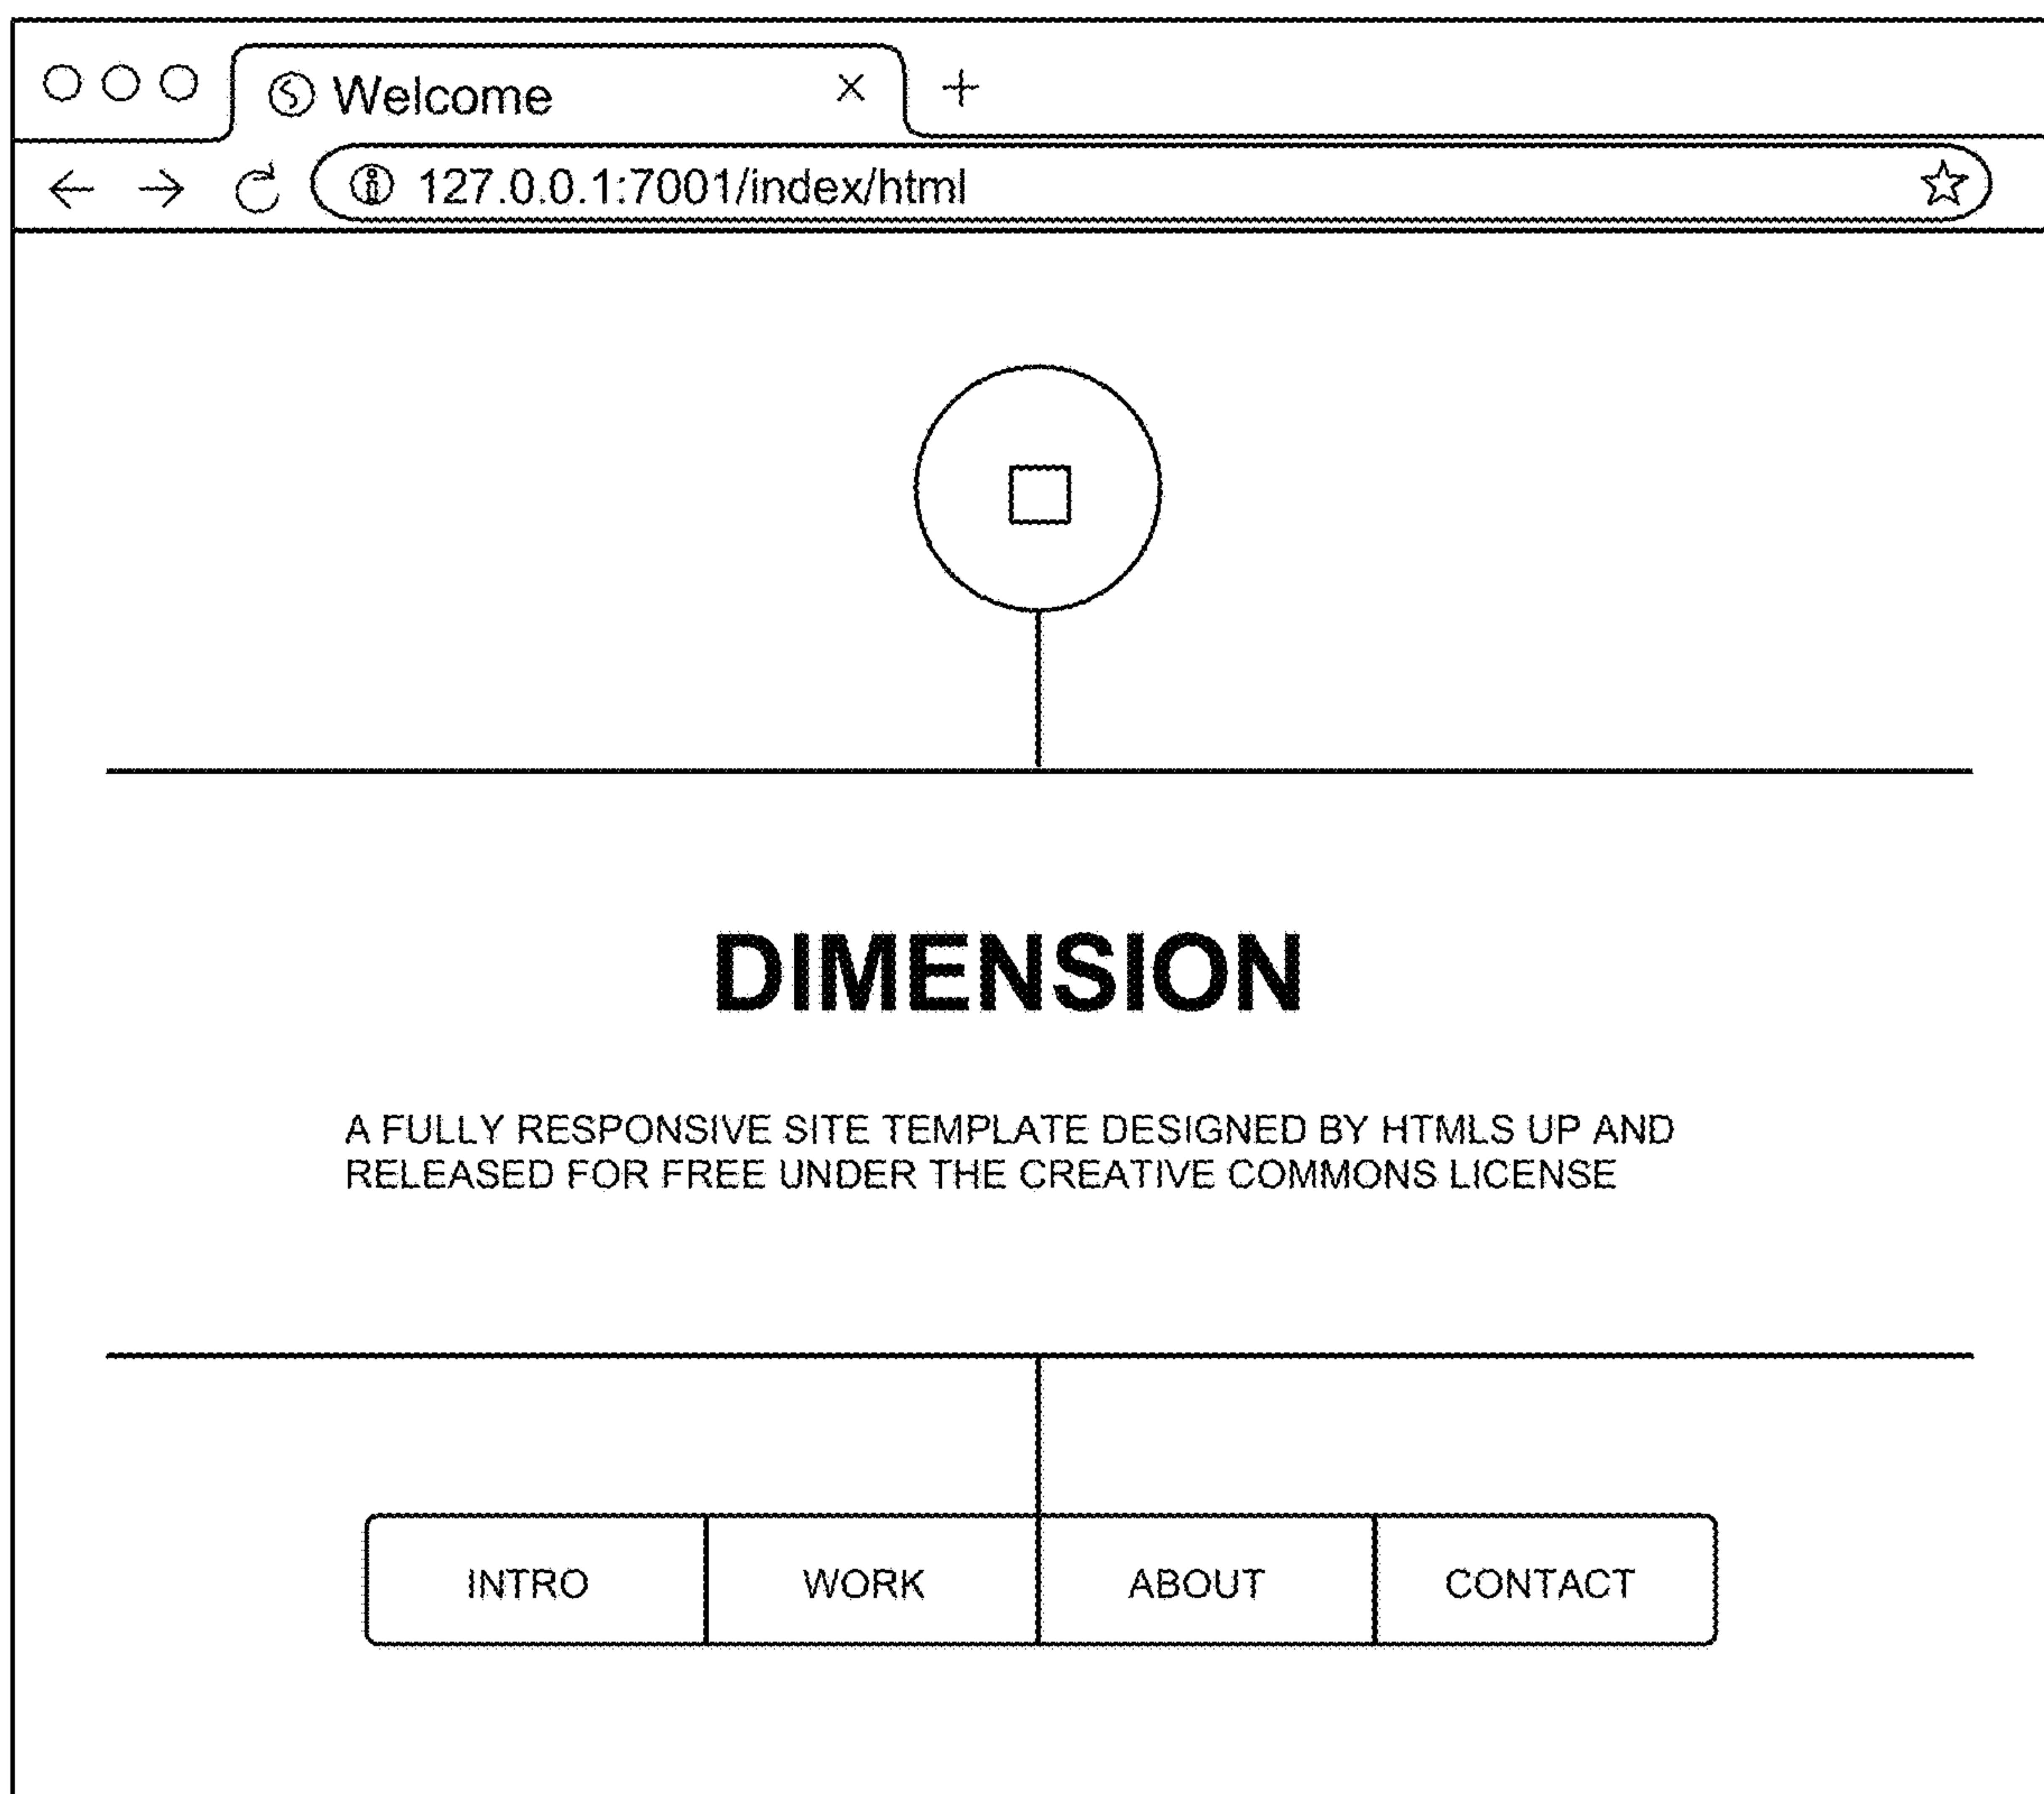 Welcome
127.0.0.1:7001/index/html
DIMENSION
A FULLY RESPONSIVE SITE TEMPLATE DESIGNED BY HTMLS UP AND
RELEASED FOR FREE UNDER THE CREATIVE COMMONS LICENSE
INTRO WORK ABOUT CONTACT